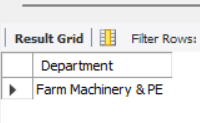 Result Grid Filter Rows:
Department
Farm Machinery & PE